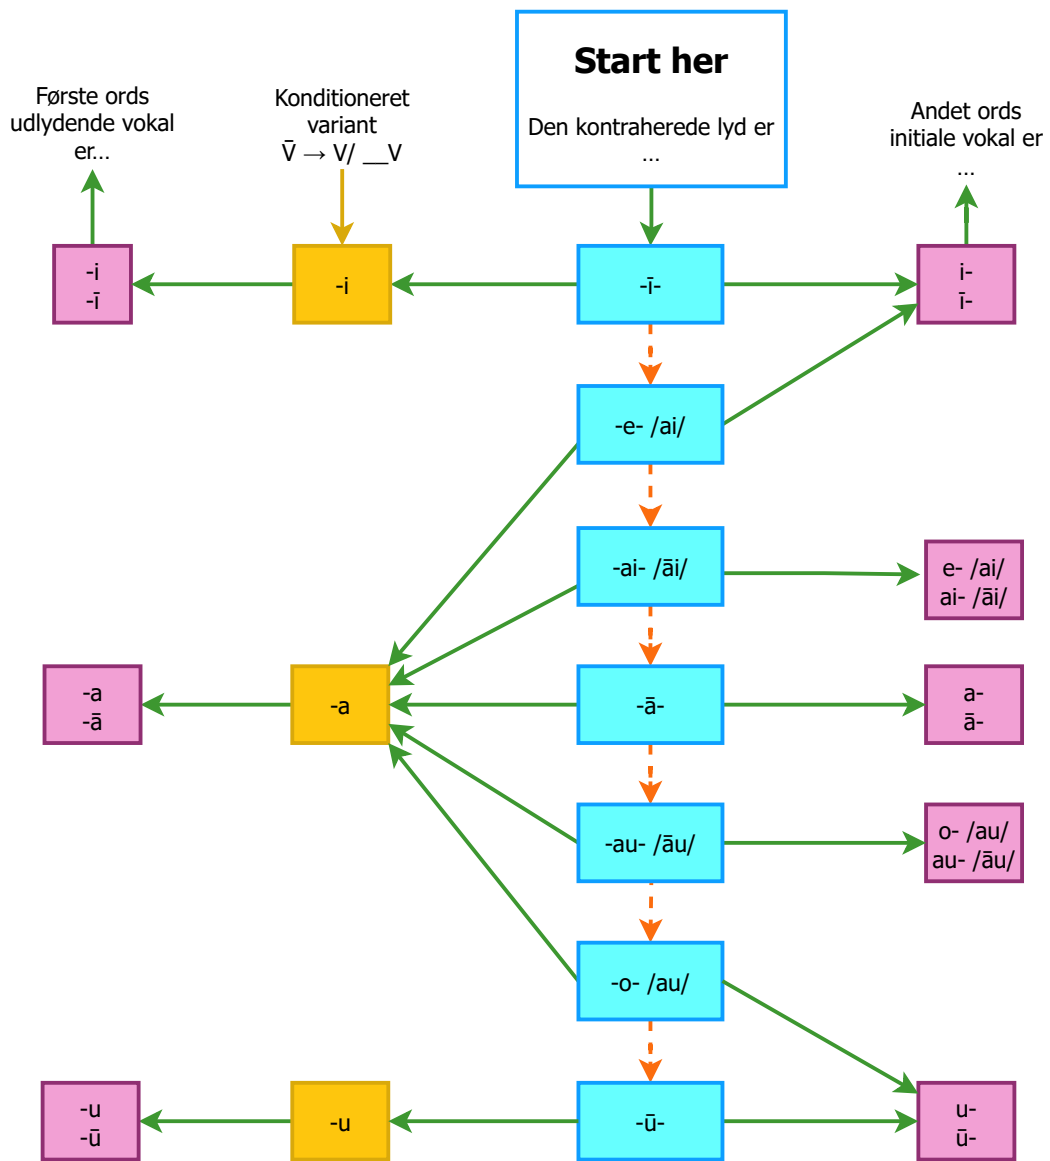 Start her
Den kontraherede lyd er
...
Første ords
udlydende vokal
er...
Konditioneret
variant
V̄ → V/ __V
Andet ords
initiale vokal er
...
-i
-ī
-i
-ī-
i-
ī-
-e- /ai/
-ai- /āi/
e- /ai/
ai- /āi/
-a
-ā
-a
-ā-
a-
ā-
-au- /āu/
o- /au/
au- /āu/
-o- /au/
-u
-ū
-u
-ū-
u-
ū-